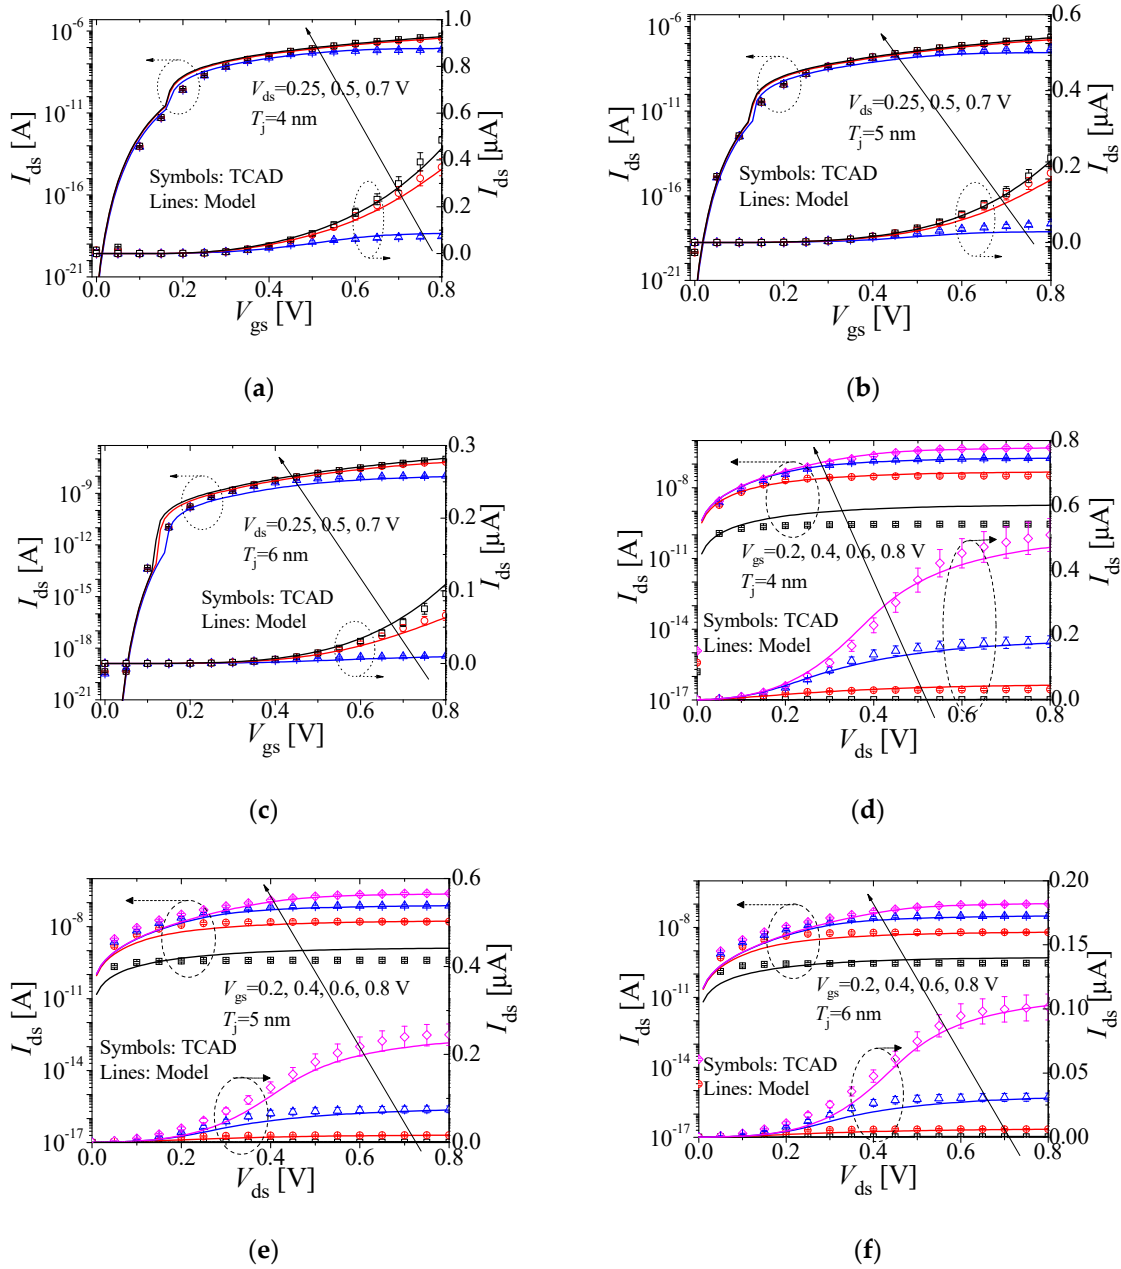 10^-6
10^-11
10^-16
10^-21
I_ds [A]
1.0
0.8
0.6
0.4
0.2
0.0
I_ds [μA]
V_ds=0.25, 0.5, 0.7 V
T_j=4 nm
Symbols: TCAD
Lines: Model
0.0 0.2 0.4 0.6 0.8
V_gs [V]
(a)
10^-6
10^-11
10^-16
10^-21
I_ds [A]
0.6
0.4
0.2
0.0
I_ds [μA]
V_ds=0.25, 0.5, 0.7 V
T_j=5 nm
Symbols: TCAD
Lines: Model
0.0 0.2 0.4 0.6 0.8
V_gs [V]
(b)
10^-9
10^-12
10^-15
10^-18
10^-21
I_ds [A]
0.3
0.2
0.1
0.0
I_ds [μA]
V_ds=0.25, 0.5, 0.7 V
T_j=6 nm
Symbols: TCAD
Lines: Model
0.0 0.2 0.4 0.6 0.8
V_gs [V]
(c)
10^-8
10^-11
10^-14
10^-17
I_ds [A]
0.8
0.6
0.4
0.2
0.0
I_ds [μA]
V_gs=0.2, 0.4, 0.6, 0.8 V
T_j=4 nm
Symbols: TCAD
Lines: Model
0.0 0.2 0.4 0.6 0.8
V_ds [V]
(d)
10^-8
10^-11
10^-14
10^-17
I_ds [A]
0.6
0.4
0.2
0.0
I_ds [μA]
V_gs=0.2, 0.4, 0.6, 0.8 V
T_j=5 nm
Symbols: TCAD
Lines: Model
0.0 0.2 0.4 0.6 0.8
V_ds [V]
(e)
10^-8
10^-11
10^-14
10^-17
I_ds [A]
0.20
0.15
0.10
0.05
0.00
I_ds [μA]
V_gs=0.2, 0.4, 0.6, 0.8 V
T_j=6 nm
Symbols: TCAD
Lines: Model
0.0 0.2 0.4 0.6 0.8
V_ds [V]
(f)